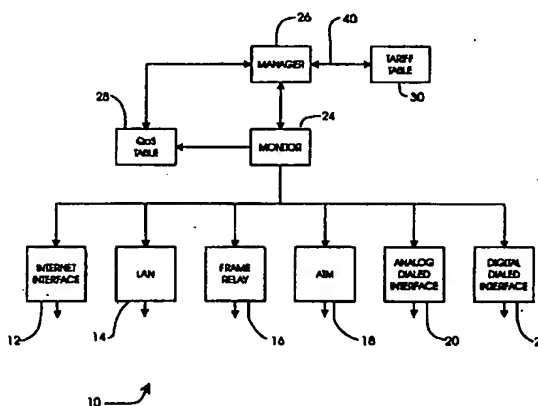 26
40
MANAGER
TARIFF
TABLE
30
28
24
QoS
TABLE
MONITOR
INTERNET
INTERFACE
LAN
FRAME
RELAY
ATM
ANALOG
DIALED
INTERFACE
DIGITAL
DIALED
INTERFACE
12
14
16
18
20
2
10